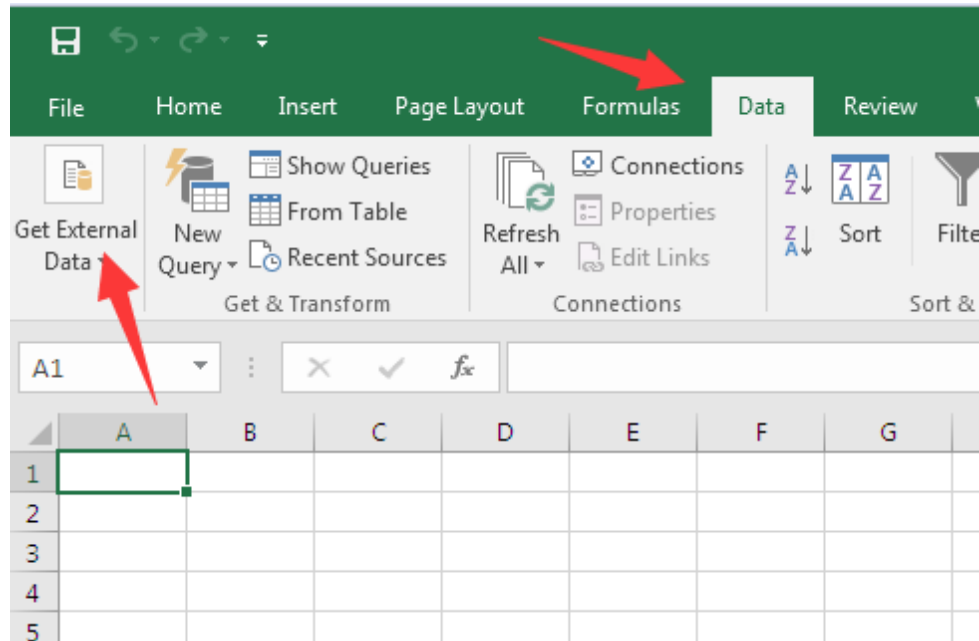 File Home Insert Page Layout Formulas Data Review
Get External
Data
New
Query
Show Queries
From Table
Recent Sources
Get & Transform
Refresh
All
Connections
Properties
Edit Links
Connections
A
Z
Z
A
Z A
A Z
Sort
Filte
Sort &
A1
fx
A B C D E F G
1
2
3
4
5